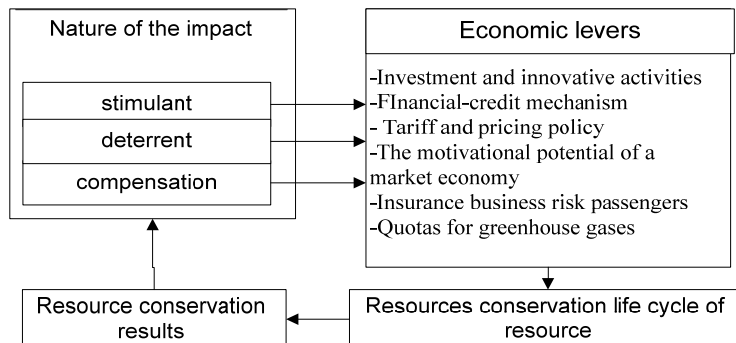 Nature of the impact
stimulant
deterrent
compensation
Economic levers
-Investment and innovative activities
-FInancial-credit mechanism
- Tariff and pricing policy
-The motivational potential of a
market economy
-Insurance business risk passengers
-Quotas for greenhouse gases
Resource conservation
results
Resources conservation life cycle of
resource